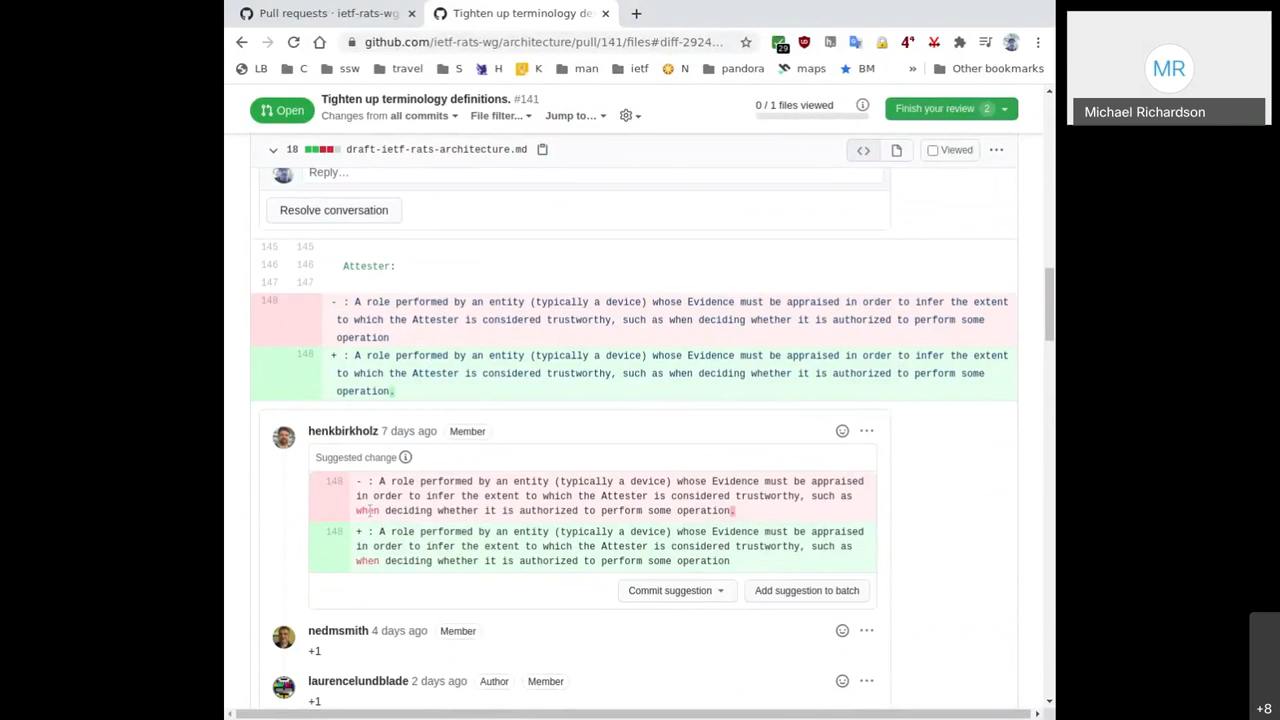 Pull requests · ietf-rats-wg
Tighten up terminology de
github.com/ietf-rats-wg/architecture/pull/141/files#diff-2924…
29
LB C ssw travel S H K man ietf N pandora maps BM » Other bookmarks
MR
Michael Richardson
Open
Tighten up terminology definitions. #141
Changes from all commits File filter… Jump to…
0 / 1 files viewed
Finish your review 2
18 draft-ietf-rats-architecture.md
Viewed
Reply…
Resolve conversation
145 145
146 146 Attester:
147 147
148 - : A role performed by an entity (typically a device) whose Evidence must be appraised in order to infer the extent
to which the Attester is considered trustworthy, such as when deciding whether it is authorized to perform some
operation
148 + : A role performed by an entity (typically a device) whose Evidence must be appraised in order to infer the extent
to which the Attester is considered trustworthy, such as when deciding whether it is authorized to perform some
operation.
henkbirkholz 7 days ago Member
Suggested change
148 - : A role performed by an entity (typically a device) whose Evidence must be appraised
in order to infer the extent to which the Attester is considered trustworthy, such as
when deciding whether it is authorized to perform some operation.
148 + : A role performed by an entity (typically a device) whose Evidence must be appraised
in order to infer the extent to which the Attester is considered trustworthy, such as
when deciding whether it is authorized to perform some operation
Commit suggestion Add suggestion to batch
nedmsmith 4 days ago Member
+1
laurencelundblade 2 days ago Author Member
+1
+8